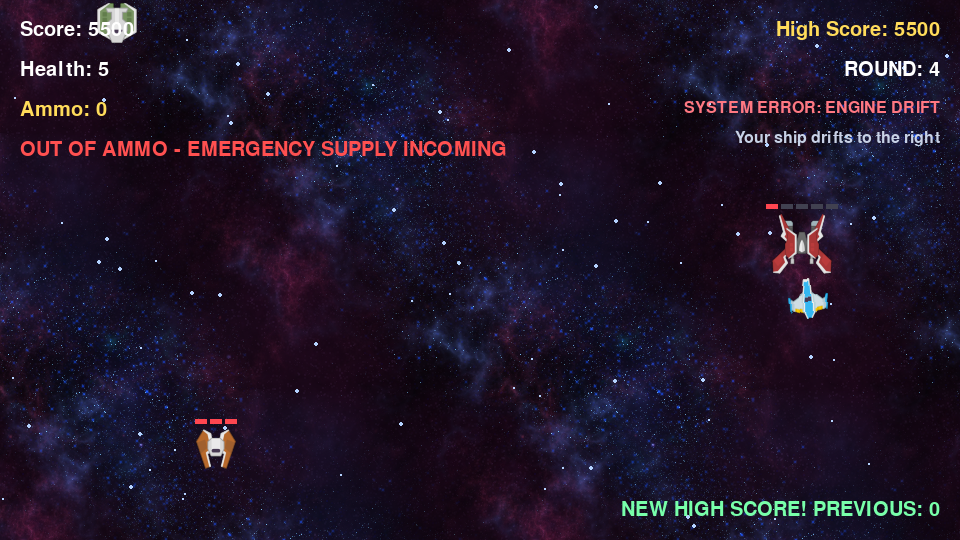 Score: 5500
High Score: 5500
Health: 5
ROUND: 4
Ammo: 0
SYSTEM ERROR: ENGINE DRIFT
OUT OF AMMO - EMERGENCY SUPPLY INCOMING
Your ship drifts to the right
NEW HIGH SCORE! PREVIOUS: 0